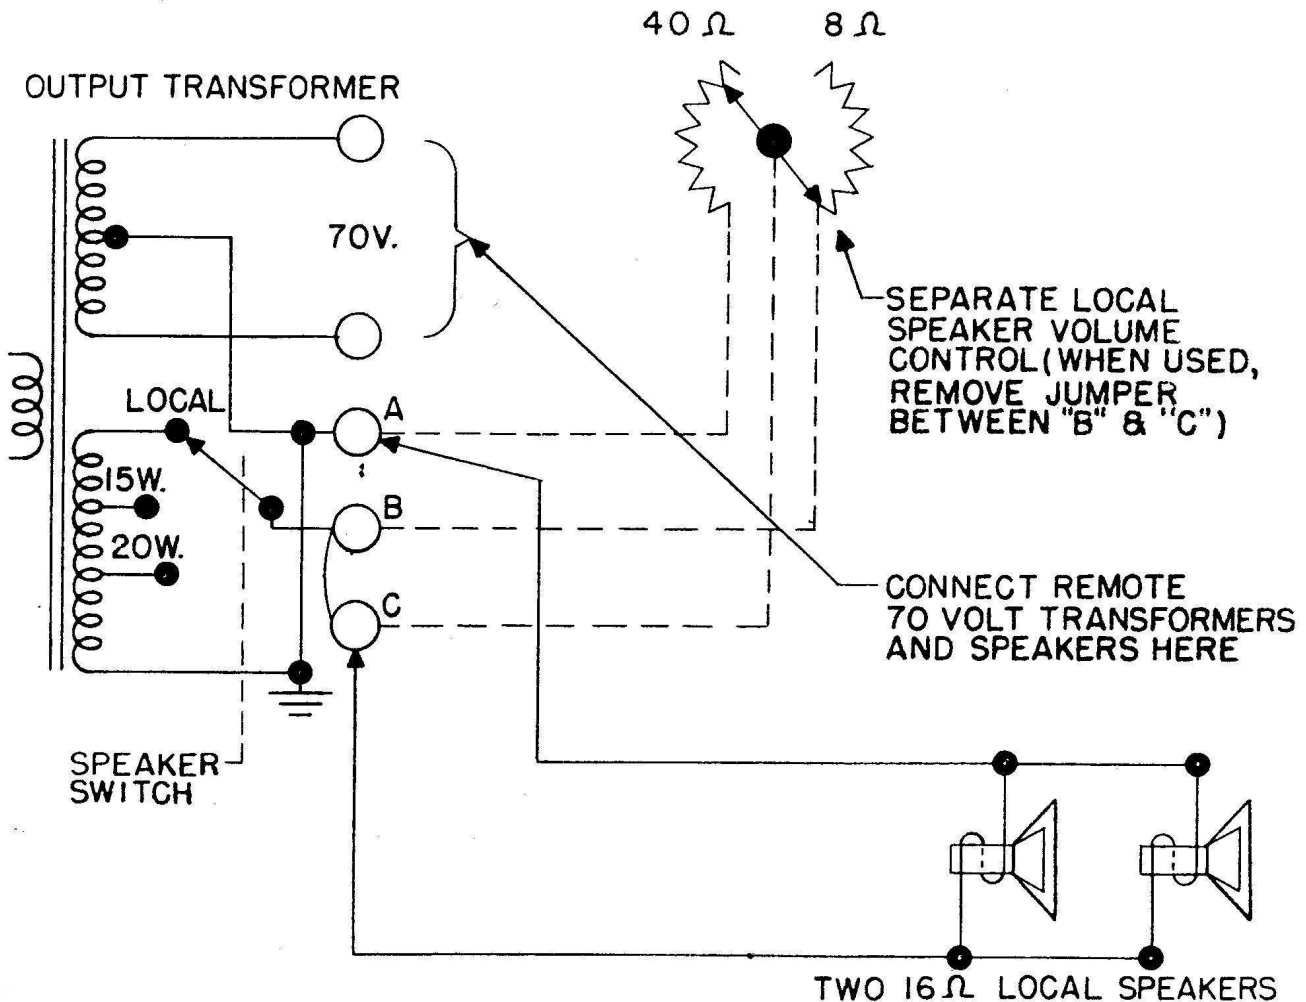 40 Ω
8 Ω
OUTPUT TRANSFORMER
70V.
SEPARATE LOCAL
SPEAKER VOLUME
CONTROL (WHEN USED,
REMOVE JUMPER
BETWEEN "B" & "C")
LOCAL
A
15W.
B
20W.
C
CONNECT REMOTE
70 VOLT TRANSFORMERS
AND SPEAKERS HERE
SPEAKER
SWITCH
TWO 16Ω LOCAL SPEAKERS